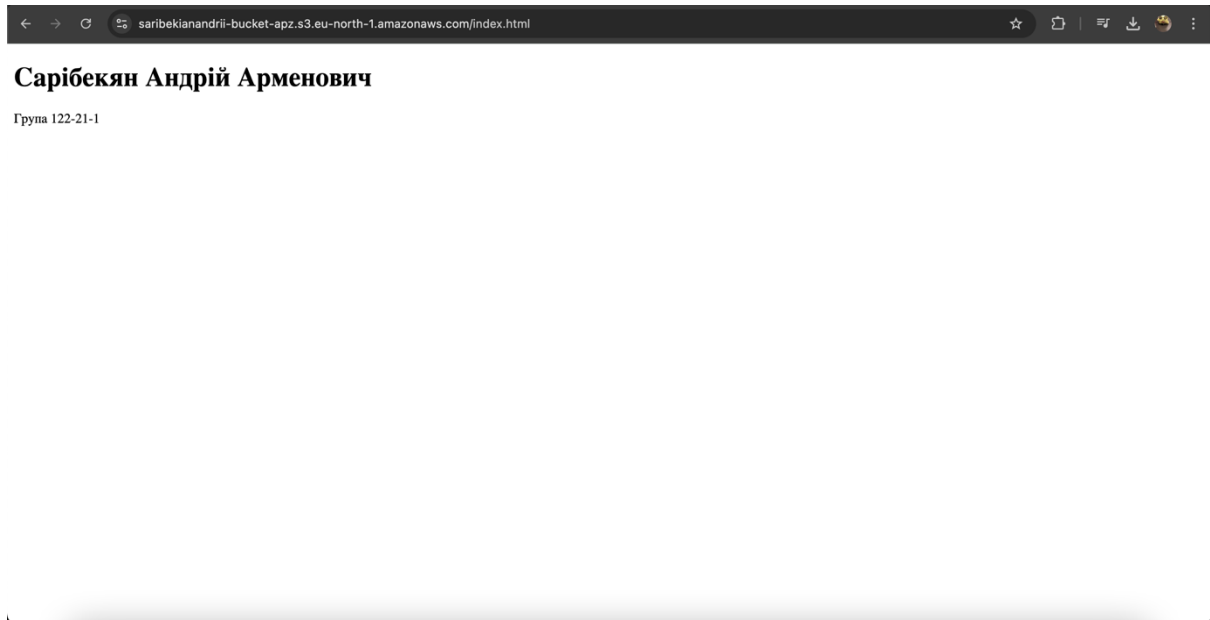 saribekianandrii-bucket-apz.s3.eu-north-1.amazonaws.com/index.html
Сарібекян Андрій Арменович
Група 122-21-1